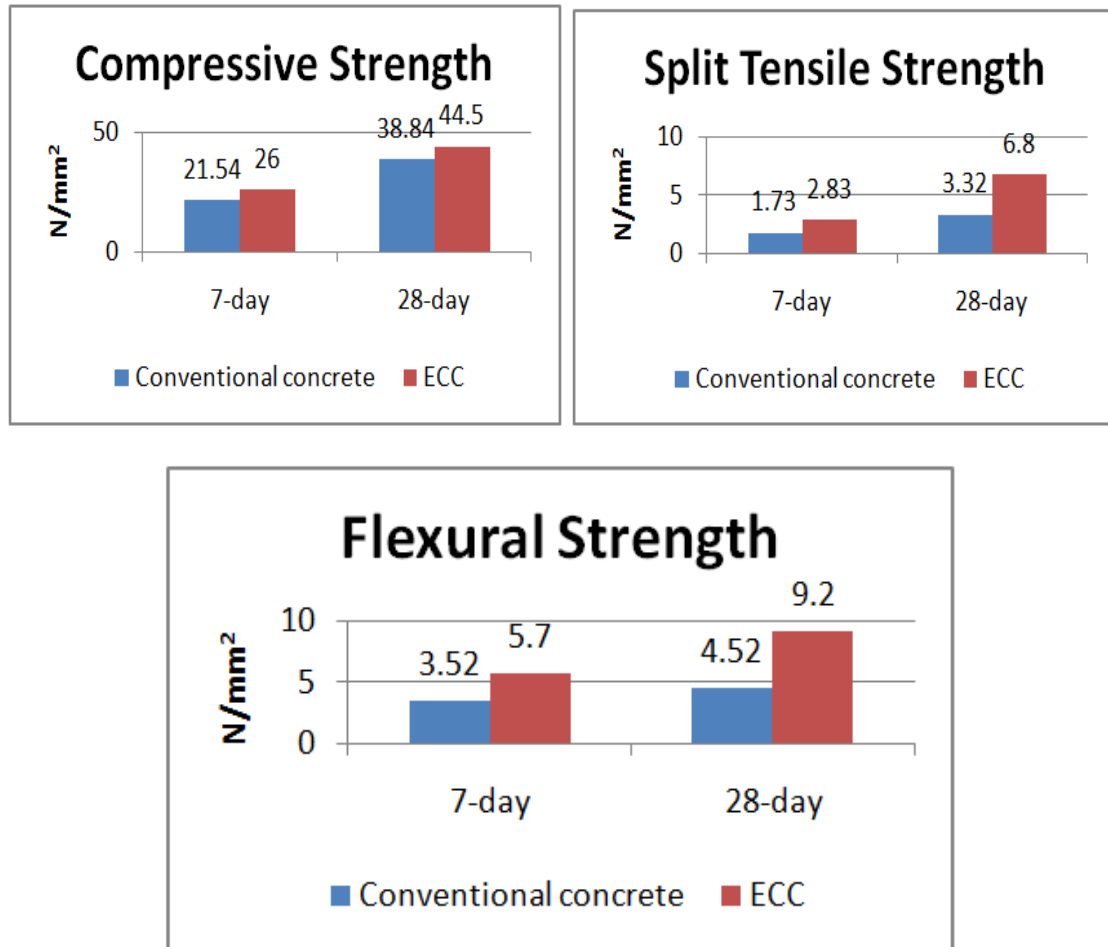 Compressive Strength
50
0
N/mm²
21.54
26
38.84
44.5
7-day
28-day
Conventional concrete
ECC
Split Tensile Strength
10
5
0
N/mm²
1.73
2.83
3.32
6.8
7-day
28-day
Conventional concrete
ECC
Flexural Strength
10
5
0
N/mm²
3.52
5.7
4.52
9.2
7-day
28-day
Conventional concrete
ECC